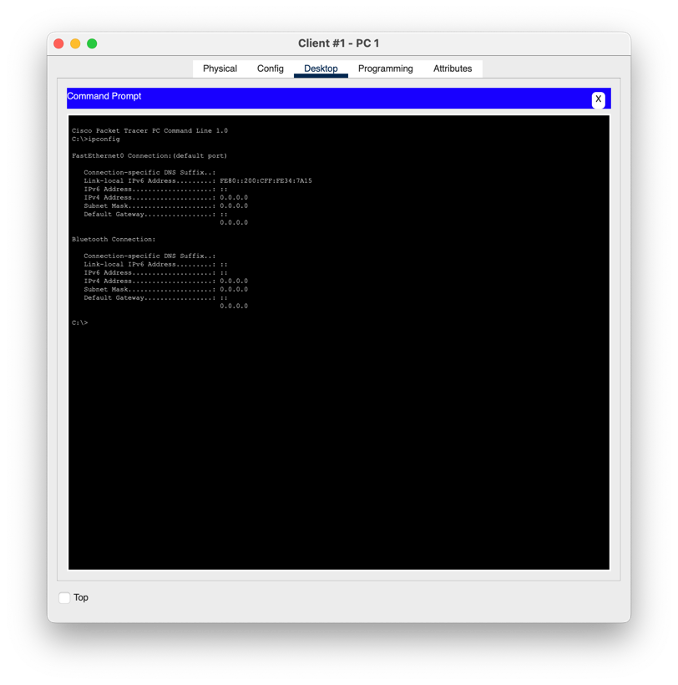 Client #1 - PC 1
Physical Config Desktop Programming Attributes
Command Prompt X
Cisco Packet Tracer PC Command Line 1.0
C:\>ipconfig
FastEthernet0 Connection:(default port)
Connection-specific DNS Suffix..:
Link-local IPv6 Address.........: FE80::200:CFF:FE34:7A15
IPv6 Address....................: ::
IPv4 Address....................: 0.0.0.0
Subnet Mask.....................: 0.0.0.0
Default Gateway.................: ::
0.0.0.0
Bluetooth Connection:
Connection-specific DNS Suffix..:
Link-local IPv6 Address.........: ::
IPv6 Address....................: ::
IPv4 Address....................: 0.0.0.0
Subnet Mask.....................: 0.0.0.0
Default Gateway.................: ::
0.0.0.0
C:\>
Top